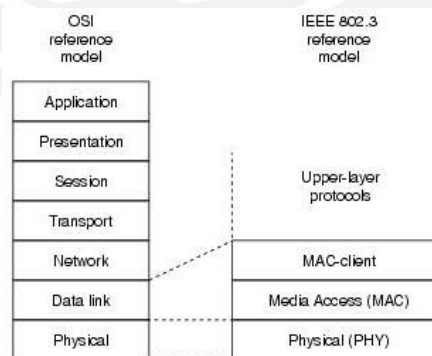 OSI
reference
model
Application
Presentation
Session
Transport
Network
Data link
Physical
IEEE 802.3
reference
model
Upper-layer
protocols
MAC-client
Media Access (MAC)
Physical (PHY)